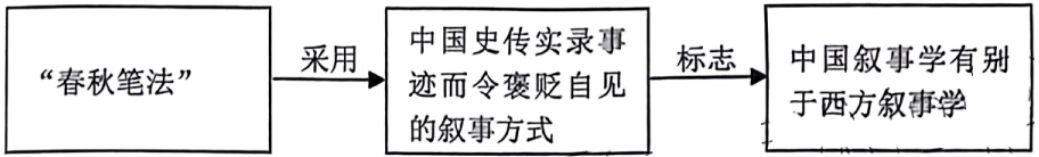 “春秋笔法”
采用
中国史传实录事
迹而令褒贬自见
的叙事方式
标志
中国叙事学有别
于西方叙事学